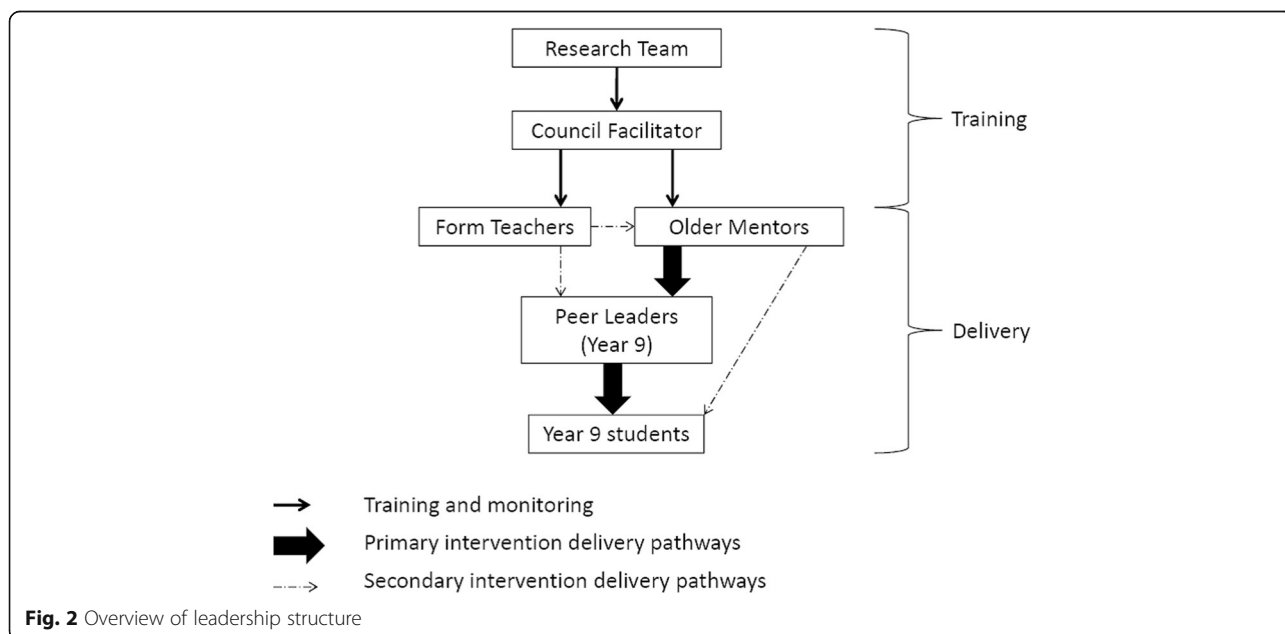 Research Team
Council Facilitator
Training
Form Teachers
Older Mentors
Peer Leaders
(Year 9)
Delivery
Year 9 students
Training and monitoring
Primary intervention delivery pathways
Secondary intervention delivery pathways
Fig. 2 Overview of leadership structure